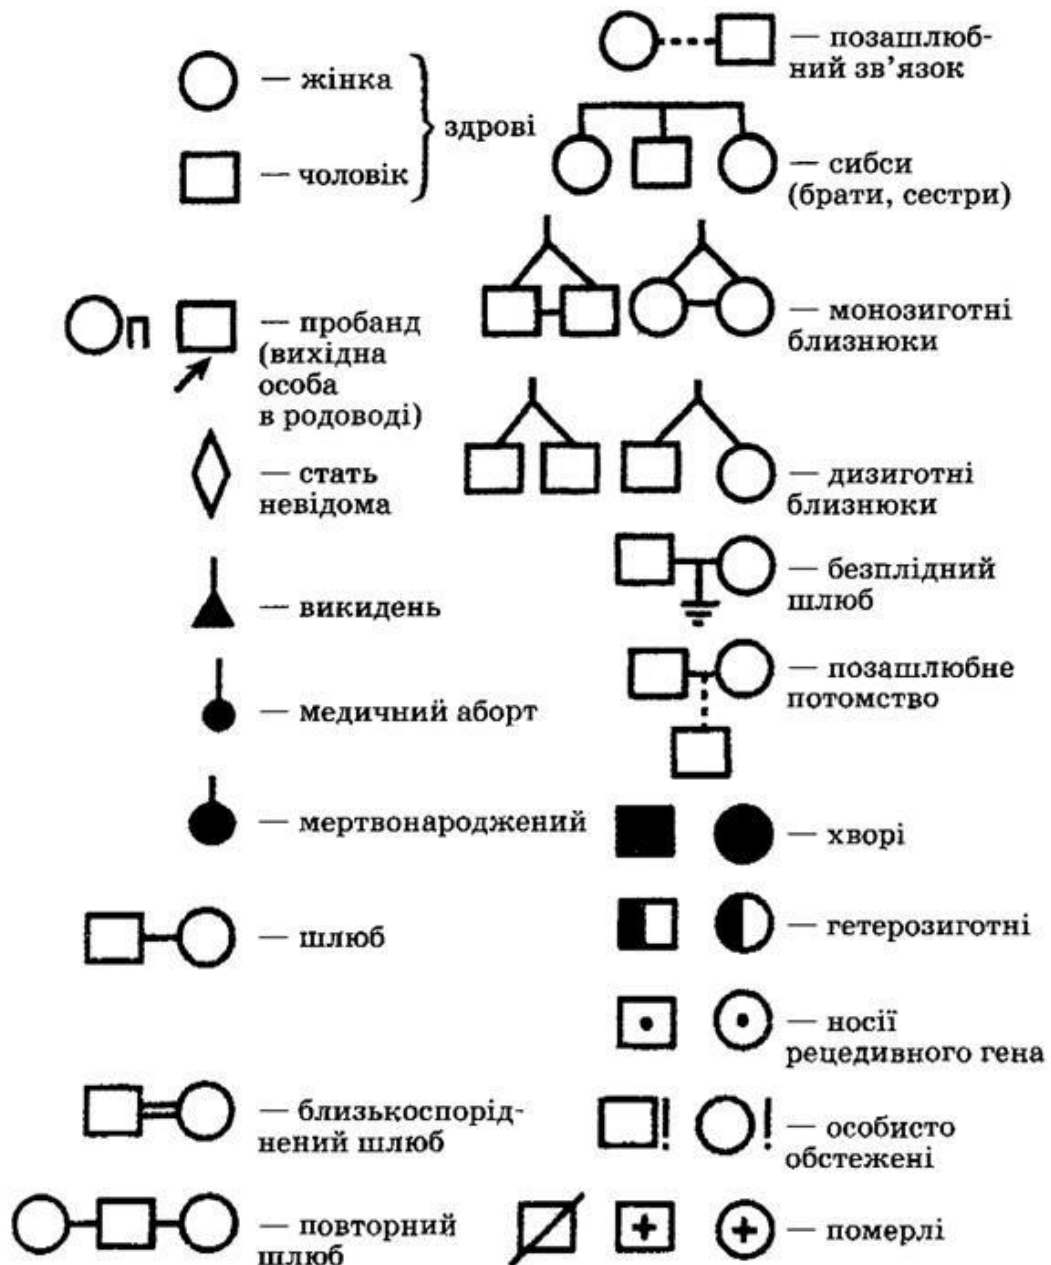 — жінка
— чоловік
здрові
П
— пробанд
(вихідна
особа
в родоводі)
— стать
невідома
— викидень
— медичний аборт
— мертвонароджений
— шлюб
— близькоспорід-
нений шлюб
— повторний
шлюб
— позашлюб-
ний зв’язок
— сибси
(брати, сестри)
— монозиготні
близнюки
— дизиготні
близнюки
— безплідний
шлюб
— позашлюбне
потомство
— хворі
— гетерозиготні
— носії
рецедивного гена
! ! — особисто
обстежені
+ + — померлі